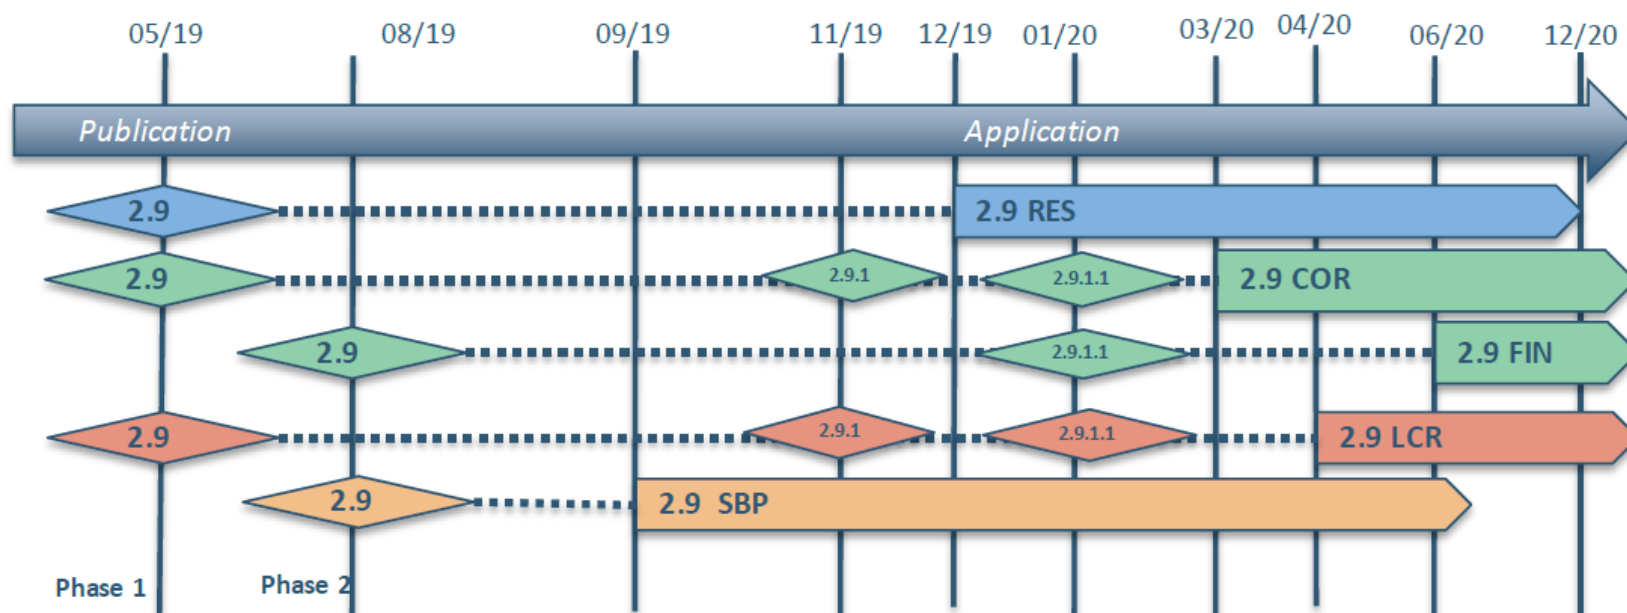 05/19 08/19 09/19 11/19 12/19 01/20 03/20 04/20 06/20 12/20
Publication Application
2.9 2.9 RES
2.9 2.9.1 2.9.1.1 2.9 COR
2.9 2.9.1.1 2.9 FIN
2.9 2.9.1 2.9.1.1 2.9 LCR
2.9 2.9 SBP
Phase 1 Phase 2